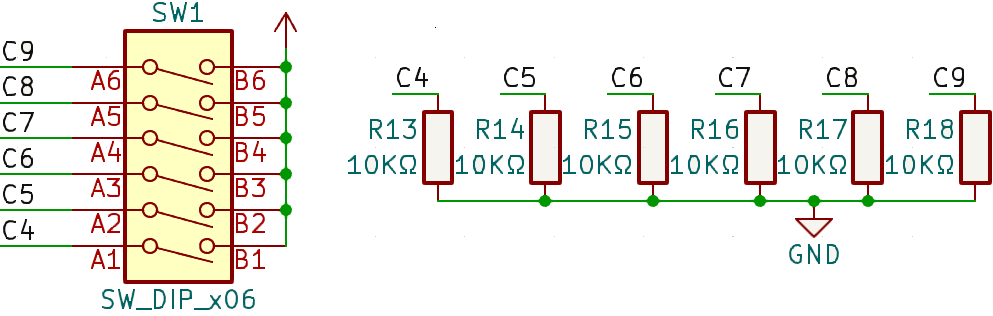 SW1
C9
A6 B6
C8
A5 B5
C7
A4 B4
C6
A3 B3
C5
A2 B2
C4
A1 B1
SW_DIP_x06
C4 C5 C6 C7 C8 C9
R13 R14 R15 R16 R17 R18
10KΩ 10KΩ 10KΩ 10KΩ 10KΩ 10KΩ
GND